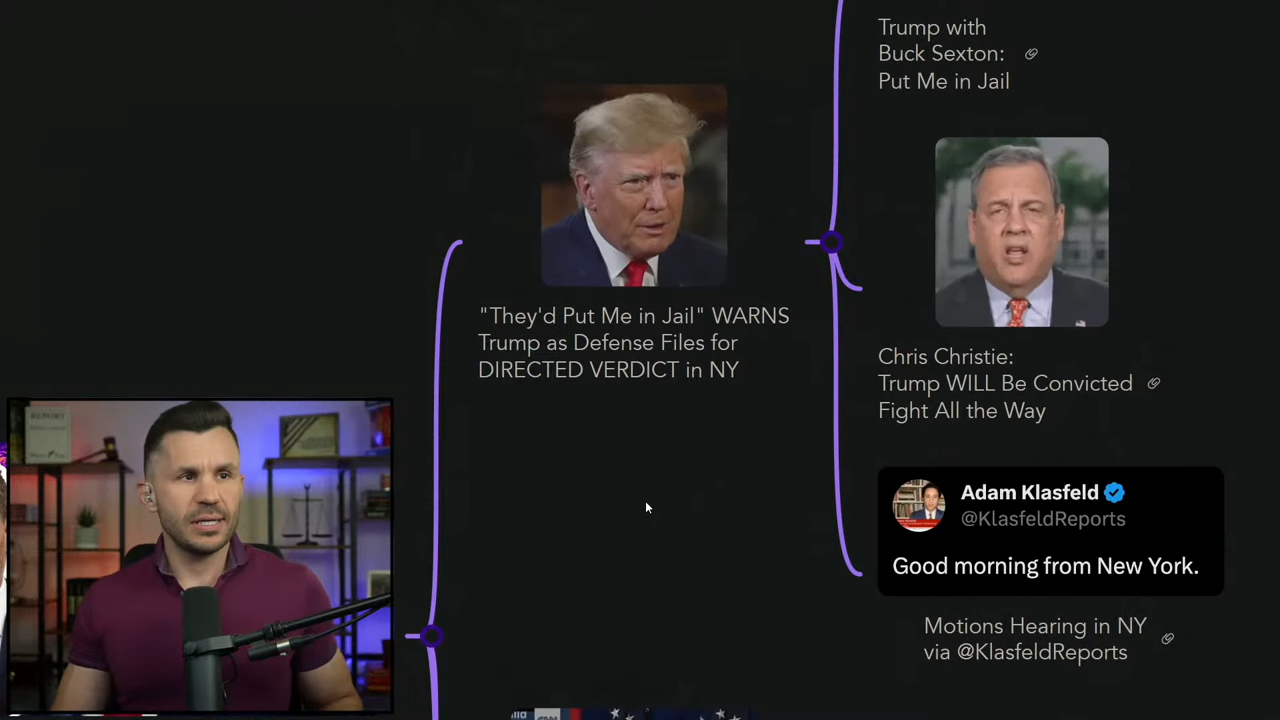 Trump with
Buck Sexton:
Put Me in Jail
"They'd Put Me in Jail" WARNS
Trump as Defense Files for
DIRECTED VERDICT in NY
Chris Christie:
Trump WILL Be Convicted
Fight All the Way
REPORT
Adam Klasfeld
@KlasfeldReports
Good morning from New York.
Motions Hearing in NY
via @KlasfeldReports